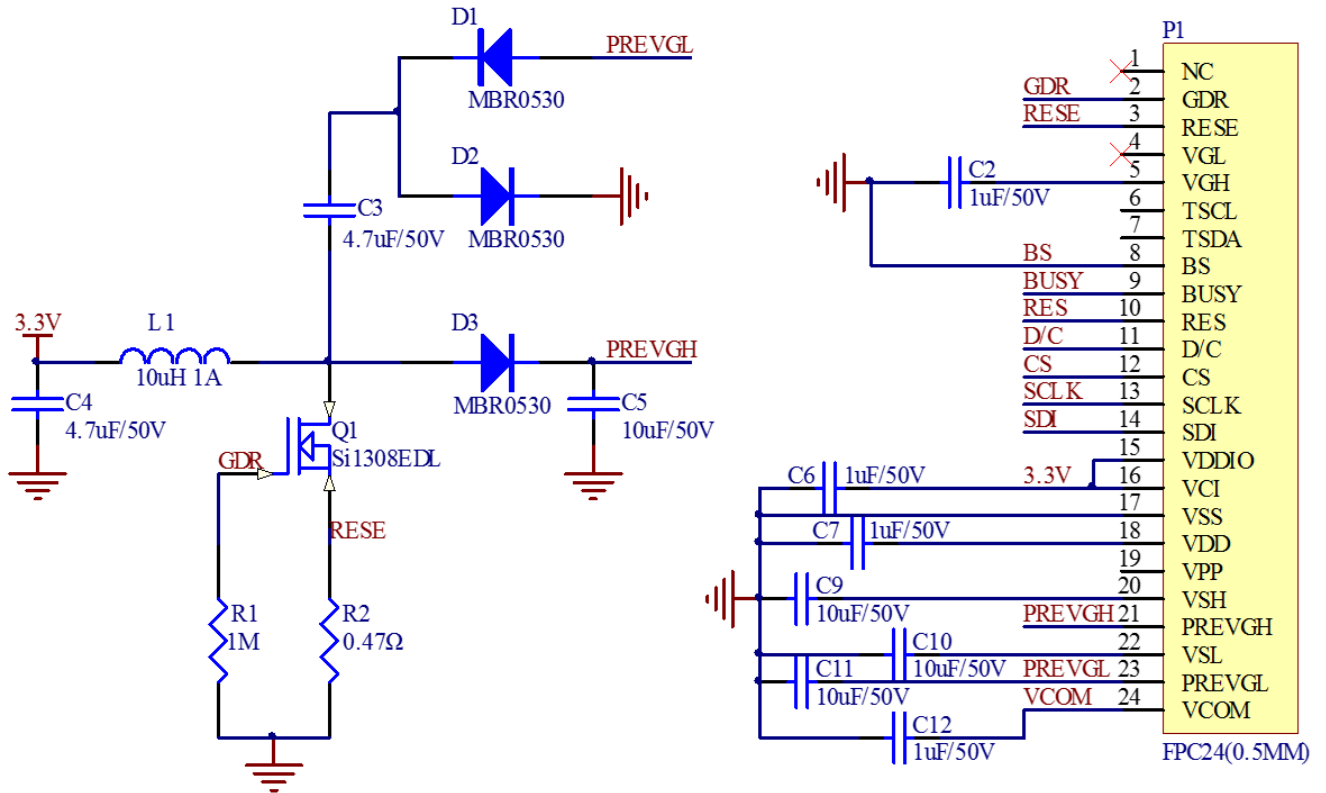 D1
PREVGL
MBR0530
D2
MBR0530
C3
4.7uF/50V
3.3V
L1
10uH 1A
D3
PREVGH
MBR0530
C4
4.7uF/50V
C5
10uF/50V
Q1
Si1308EDL
GDR
RESE
R1
1M
R2
0.47Ω
P1
1 NC
GDR 2 GDR
RESE 3 RESE
4 VGL
C2
1uF/50V
5 VGH
6 TSCL
7 TSDA
BS 8 BS
BUSY 9 BUSY
RES 10 RES
D/C 11 D/C
CS 12 CS
SCLK 13 SCLK
SDI 14 SDI
15 VDDIO
C6 1uF/50V 3.3V 16 VCI
17 VSS
C7 1uF/50V 18 VDD
19 VPP
C9
10uF/50V
20 VSH
PREVGH 21 PREVGH
C10
10uF/50V
22 VSL
C11
10uF/50V
PREVGL 23 PREVGL
VCOM 24 VCOM
C12
1uF/50V
FPC24(0.5MM)